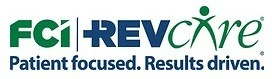 FCI +REVcare®
Patient focused. Results driven.